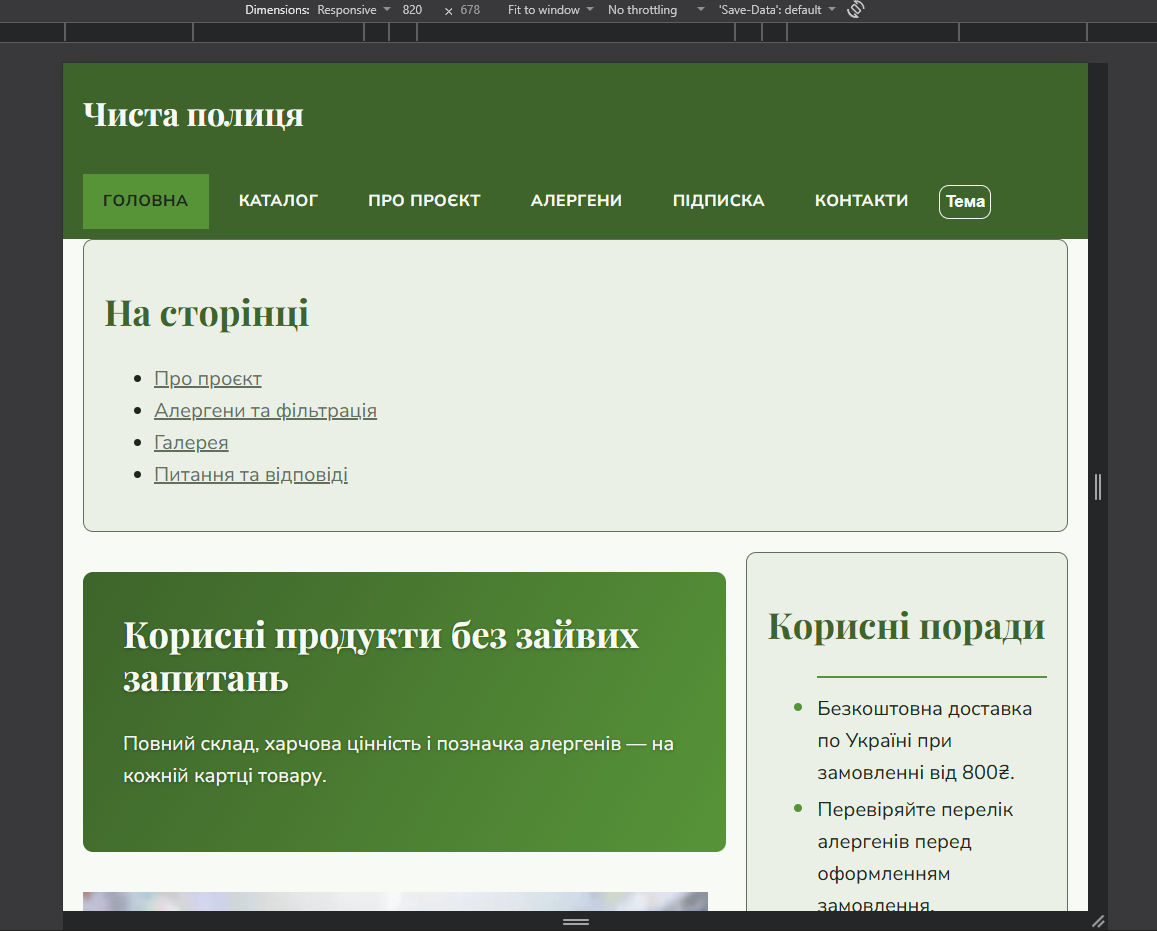 Dimensions: Responsive 820 × 678 Fit to window No throttling 'Save-Data': default
Чиста полиця
ГОЛОВНА КАТАЛОГ ПРО ПРОЄКТ АЛЕРГЕНИ ПІДПИСКА КОНТАКТИ Тема
На сторінці
Про проєкт
Алергени та фільтрація
Галерея
Питання та відповіді
Корисні продукти без зайвих
запитань
Повний склад, харчова цінність і позначка алергенів — на
кожній картці товару.
Корисні поради
Безкоштовна доставка
по Україні при
замовленні від 800₴.
Перевіряйте перелік
алергенів перед
оформленням
замовлення.